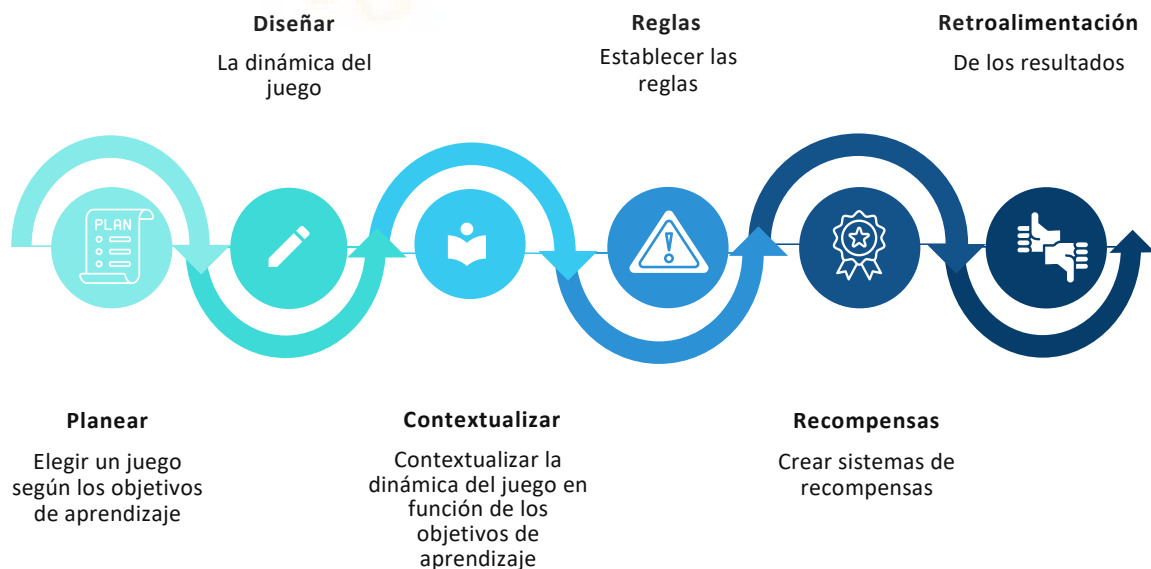 Diseñar
La dinámica del
juego
Reglas
Establecer las
reglas
Retroalimentación
De los resultados
PLAN
Planear
Elegir un juego
según los objetivos
de aprendizaje
Contextualizar
Contextualizar la
dinámica del juego en
función de los
objetivos de
aprendizaje
Recompensas
Crear sistemas de
recompensas